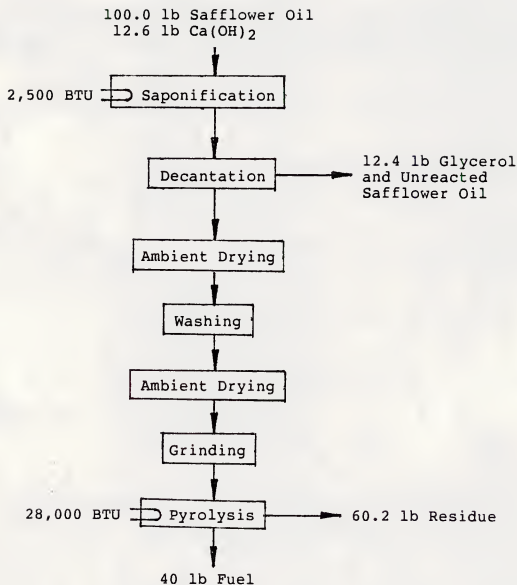 100.0 lb Safflower Oil
12.6 lb Ca(OH)2
2,500 BTU
Saponification
Decantation
12.4 lb Glycerol
and Unreacted
Safflower Oil
Ambient Drying
Washing
Ambient Drying
Grinding
28,000 BTU
Pyrolysis
60.2 lb Residue
40 lb Fuel